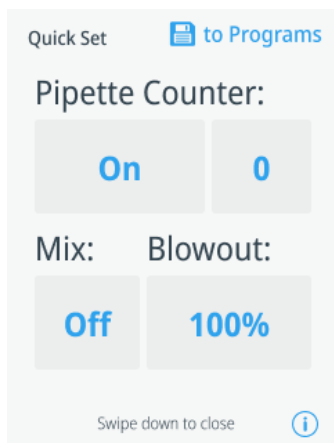 Quick Set to Programs
Pipette Counter:
On 0
Mix: Blowout:
Off 100%
Swipe down to close i